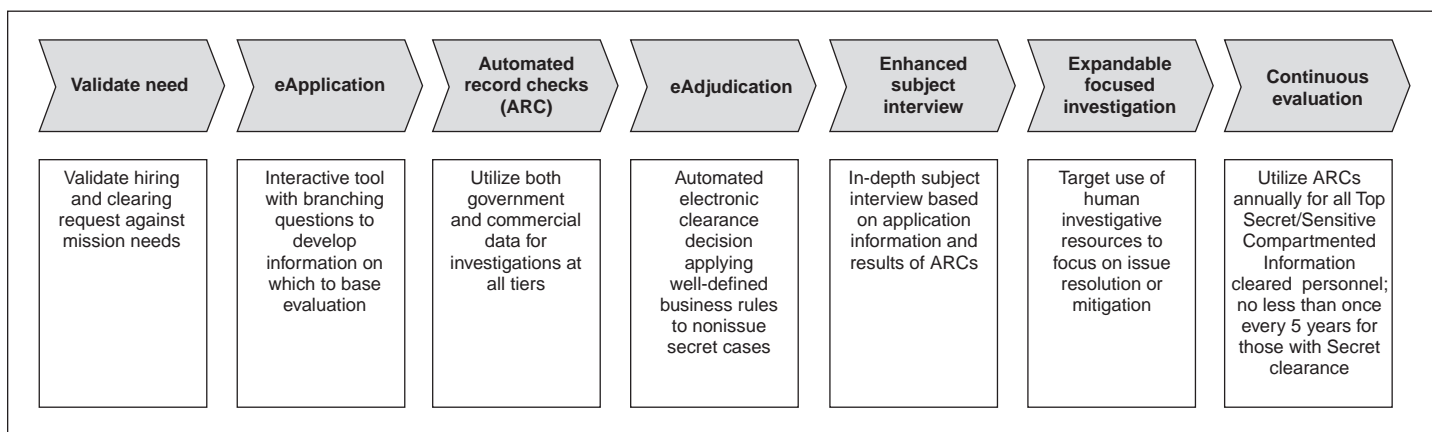 Validate need
eApplication
Automated
record checks
(ARC)
eAdjudication
Enhanced
subject
interview
Expandable
focused
investigation
Continuous
evaluation
Validate hiring
and clearing
request against
mission needs
Interactive tool
with branching
questions to
develop
information on
which to base
evaluation
Utilize both
government
and commercial
data for
investigations at
all tiers
Automated
electronic
clearance
decision
applying
well-defined
business rules
to nonissue
secret cases
In-depth subject
interview based
on application
information and
results of ARCs
Target use of
human
investigative
resources to
focus on issue
resolution or
mitigation
Utilize ARCs
annually for all Top
Secret/Sensitive
Compartmented
Information
cleared personnel;
no less than once
every 5 years for
those with Secret
clearance